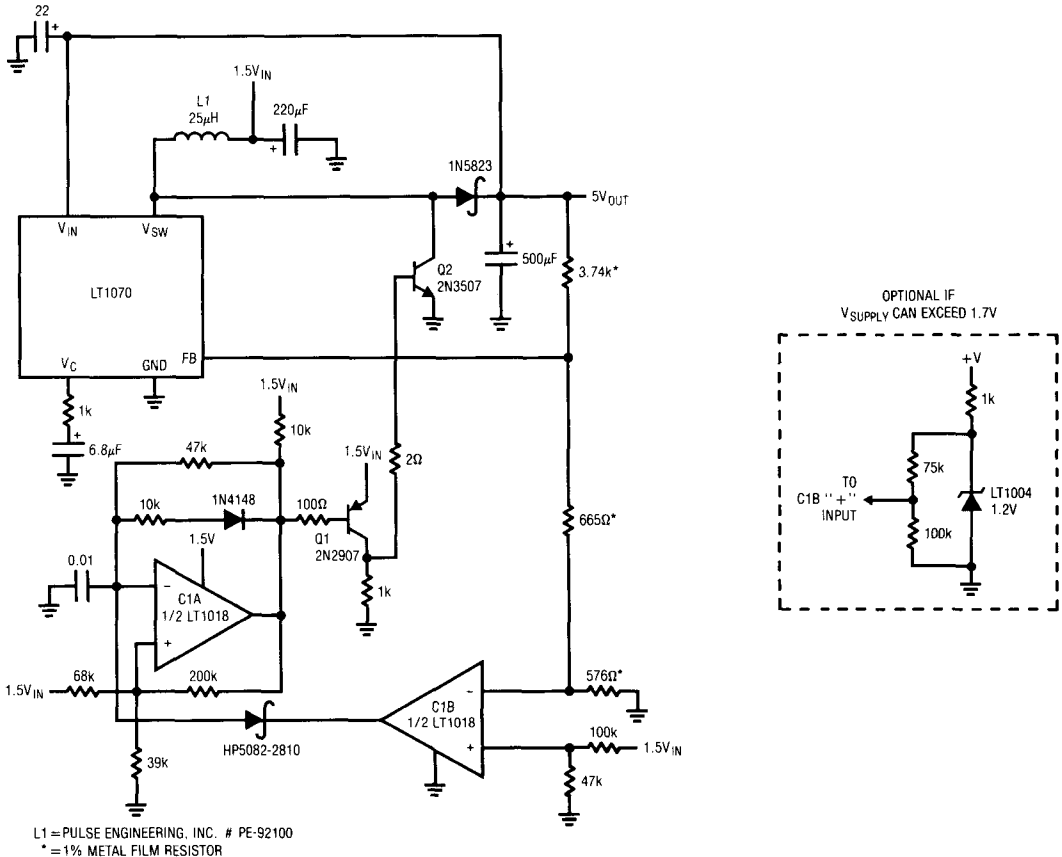 22
+
1.5VIN
L1
25µH
220µF
+
1N5823
5VOUT
VIN
VSW
LT1070
VC
GND
FB
+
500µF
3.74k*
Q2
2N3507
1k
+
6.8µF
1.5VIN
10k
47k
1.5VIN
2Ω
10k
1N4148
100Ω
Q1
2N2907
665Ω*
1.5V
0.01
C1A
1/2 LT1018
−
+
1k
1.5VIN
68k
200k
C1B
1/2 LT1018
−
+
576Ω*
100k
1.5VIN
HP5082-2810
39k
47k
L1 = PULSE ENGINEERING, INC. # PE-92100
* = 1% METAL FILM RESISTOR
OPTIONAL IF
VSUPPLY CAN EXCEED 1.7V
+V
1k
75k
TO
C1B "+"
INPUT
LT1004
1.2V
100k